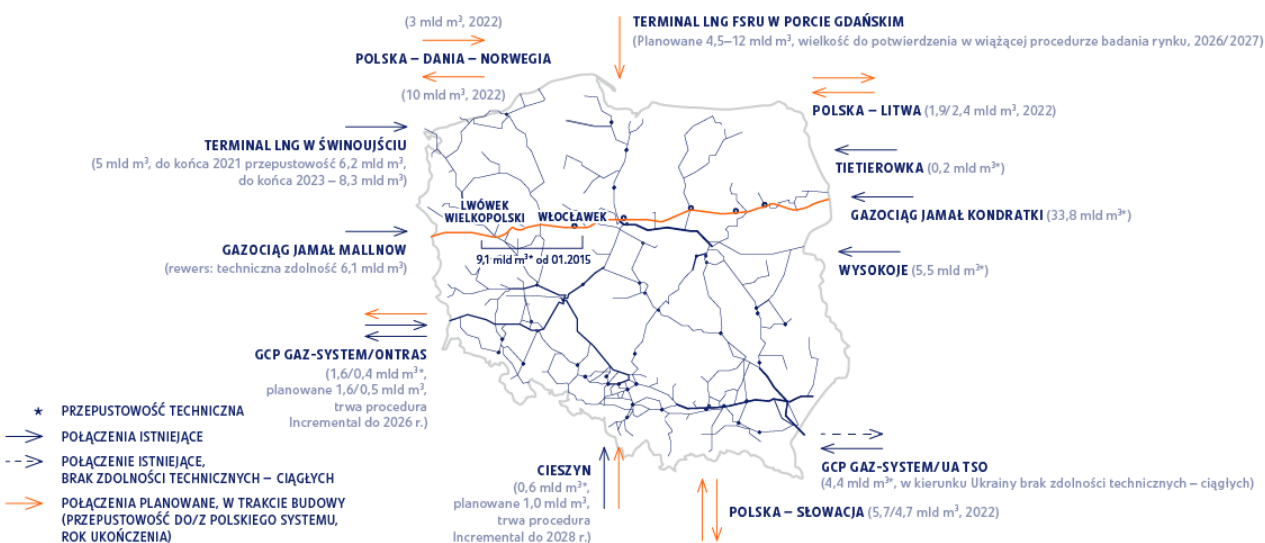 (3 mld m³, 2022)
POLSKA – DANIA – NORWEGIA
(10 mld m³, 2022)
TERMINAL LNG FSRU W PORCIE GDAŃSKIM
(Planowane 4,5–12 mld m³, wielkość do potwierdzenia w wiążącej procedurze badania rynku, 2026/2027)
POLSKA – LITWA (1,9/2,4 mld m³, 2022)
TERMINAL LNG W ŚWINOUJŚCIU
(5 mld m³, do końca 2021 przepustowość 6,2 mld m³,
do końca 2023 – 8,3 mld m³)
TIETIEROWKA (0,2 mld m³*)
GAZOCIĄG JAMAŁ KONDRATKI (33,8 mld m³*)
LWÓWEK
WIELKOPOLSKI
WŁOCŁAWEK
GAZOCIĄG JAMAŁ MALLNOW
(rewers: techniczna zdolność 6,1 mld m³)
9,1 mld m³* od 01.2015
WYSOKOJE (5,5 mld m³*)
GCP GAZ-SYSTEM/ONTRAS
(1,6/0,4 mld m³*,
planowane 1,6/0,5 mld m³,
trwa procedura
Incremental do 2026 r.)
★ PRZEPUSTOWOŚĆ TECHNICZNA
POŁĄCZENIA ISTNIEJĄCE
POŁĄCZENIE ISTNIEJĄCE,
BRAK ZDOLNOŚCI TECHNICZNYCH – CIĄGŁYCH
POŁĄCZENIA PLANOWANE, W TRAKCIE BUDOWY
(PRZEPUSTOWOŚĆ DO/Z POLSKIEGO SYSTEMU,
ROK UKOŃCZENIA)
CIESZYN
(0,6 mld m³*,
planowane 1,0 mld m³,
trwa procedura
Incremental do 2028 r.)
GCP GAZ-SYSTEM/UA TSO
(4,4 mld m³*, w kierunku Ukrainy brak zdolności technicznych – ciągłych)
POLSKA – SŁOWACJA (5,7/4,7 mld m³, 2022)